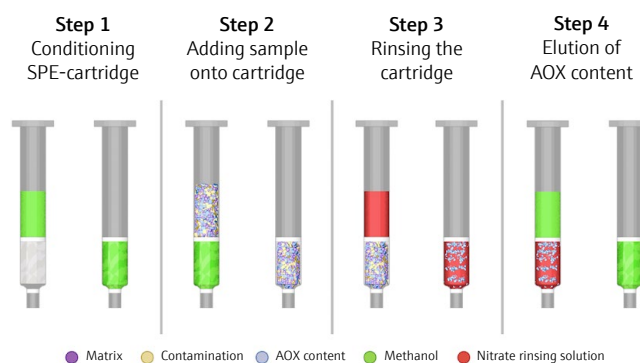 Step 1
Conditioning
SPE-cartridge
Step 2
Adding sample
onto cartridge
Step 3
Rinsing the
cartridge
Step 4
Elution of
AOX content
Matrix
Contamination
AOX content
Methanol
Nitrate rinsing solution